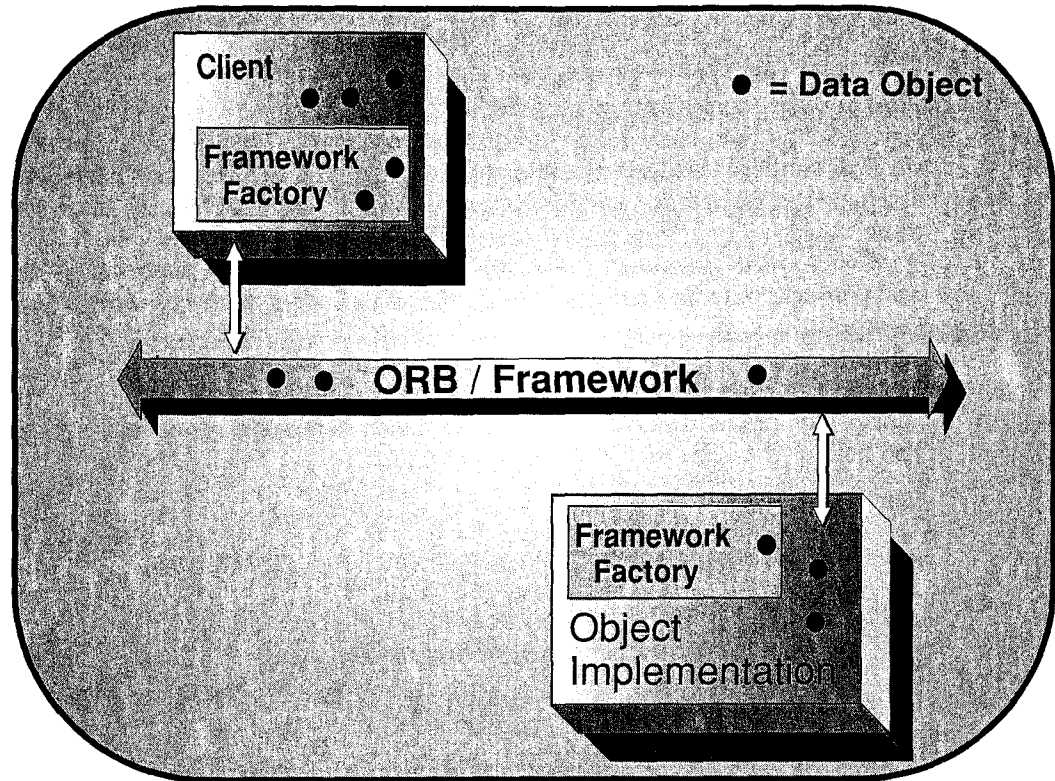 Client
= Data Object
Framework
Factory
ORB / Framework
Framework
Factory
Object
Implementation